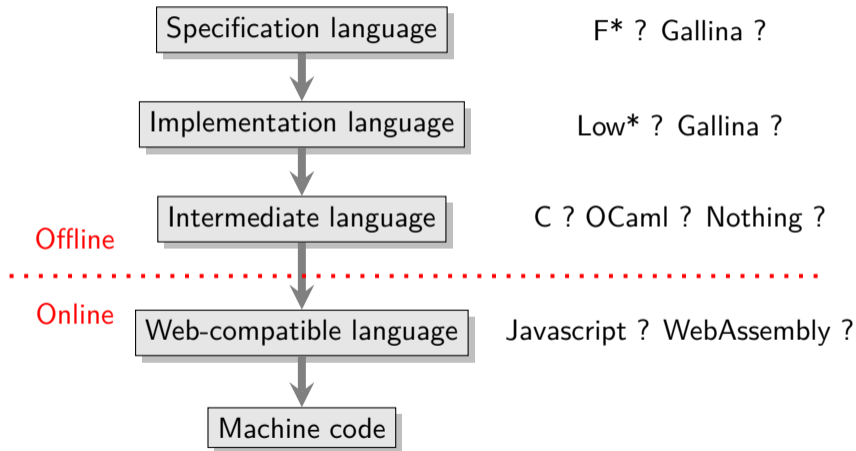 Specification language F* ? Gallina ?
Implementation language Low* ? Gallina ?
Intermediate language C ? OCaml ? Nothing ?
Offline
Online
Web-compatible language Javascript ? WebAssembly ?
Machine code